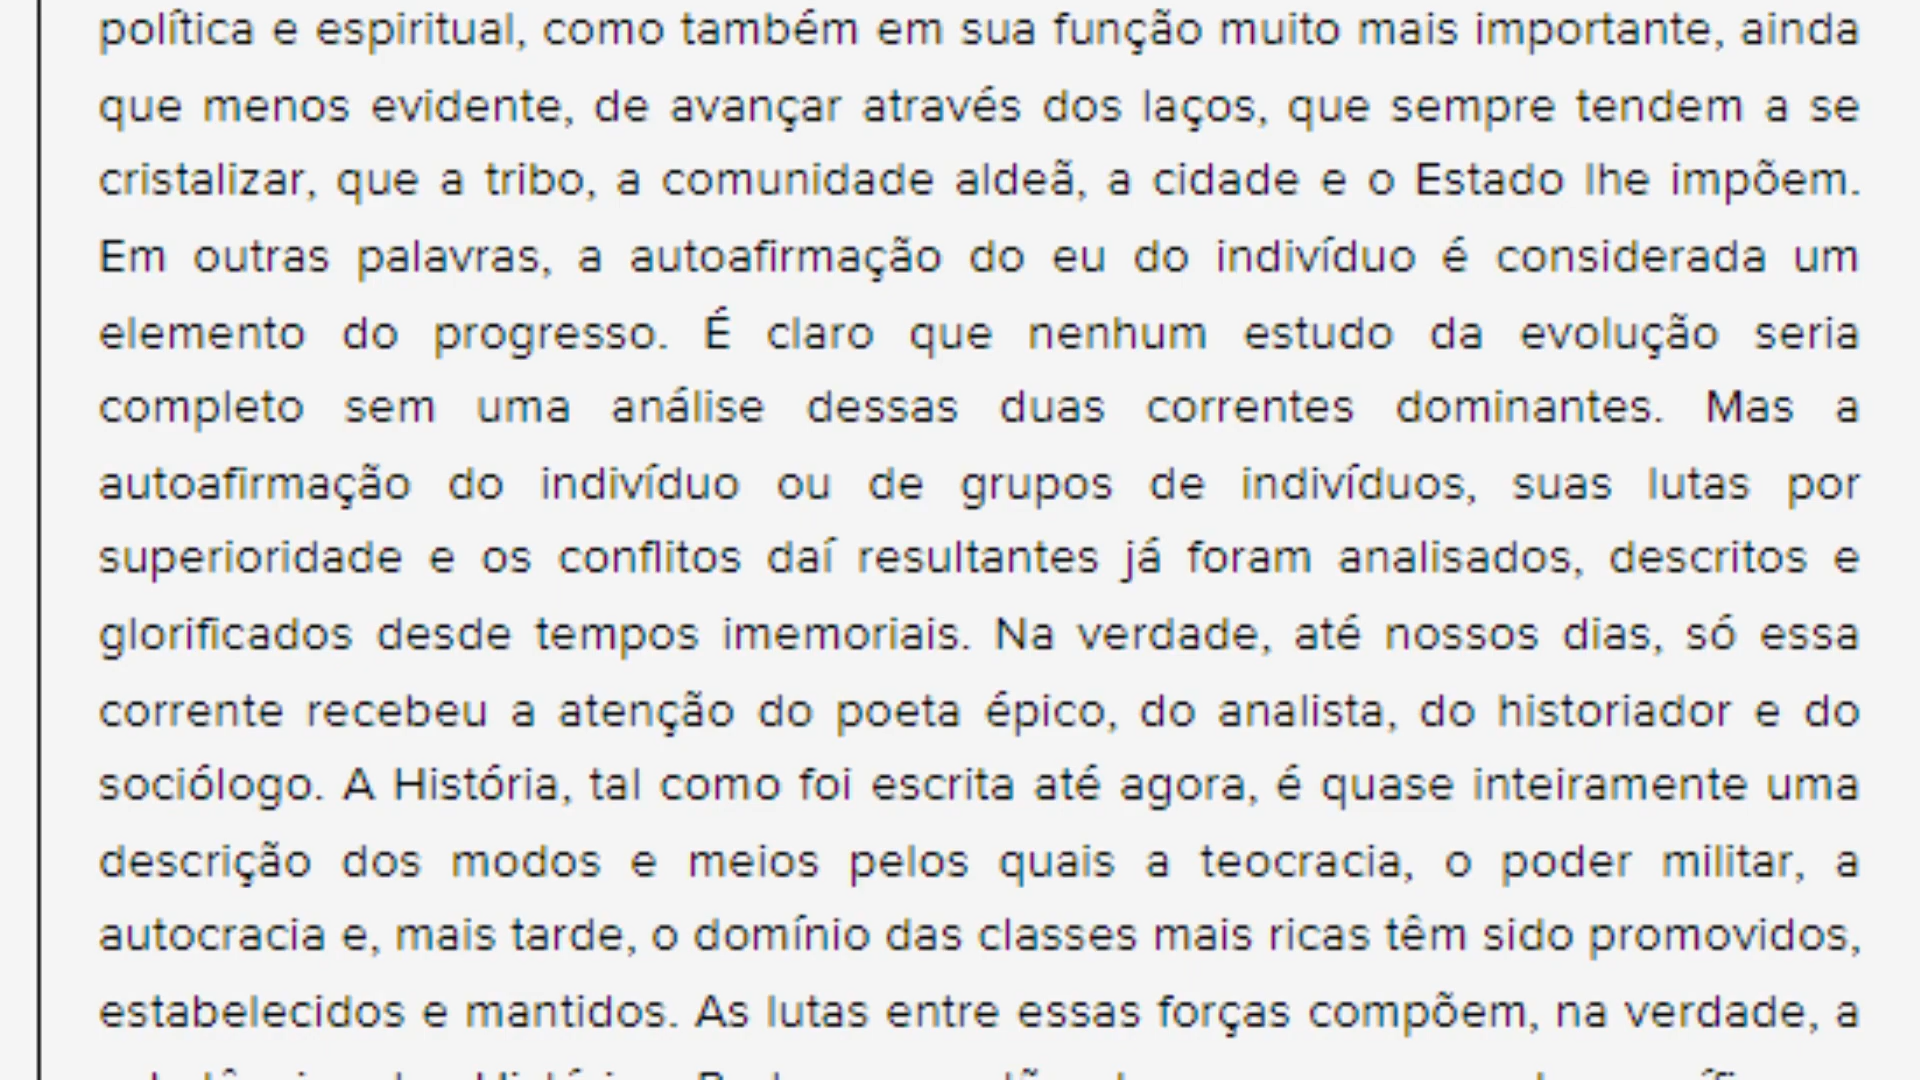 política e espiritual, como também em sua função muito mais importante, ainda
que menos evidente, de avançar através dos laços, que sempre tendem a se
cristalizar, que a tribo, a comunidade aldeã, a cidade e o Estado lhe impõem.
Em outras palavras, a autoafirmação do eu do indivíduo é considerada um
elemento do progresso. É claro que nenhum estudo da evolução seria
completo sem uma análise dessas duas correntes dominantes. Mas a
autoafirmação do indivíduo ou de grupos de indivíduos, suas lutas por
superioridade e os conflitos daí resultantes já foram analisados, descritos e
glorificados desde tempos imemoriais. Na verdade, até nossos dias, só essa
corrente recebeu a atenção do poeta épico, do analista, do historiador e do
sociólogo. A História, tal como foi escrita até agora, é quase inteiramente uma
descrição dos modos e meios pelos quais a teocracia, o poder militar, a
autocracia e, mais tarde, o domínio das classes mais ricas têm sido promovidos,
estabelecidos e mantidos. As lutas entre essas forças compõem, na verdade, a